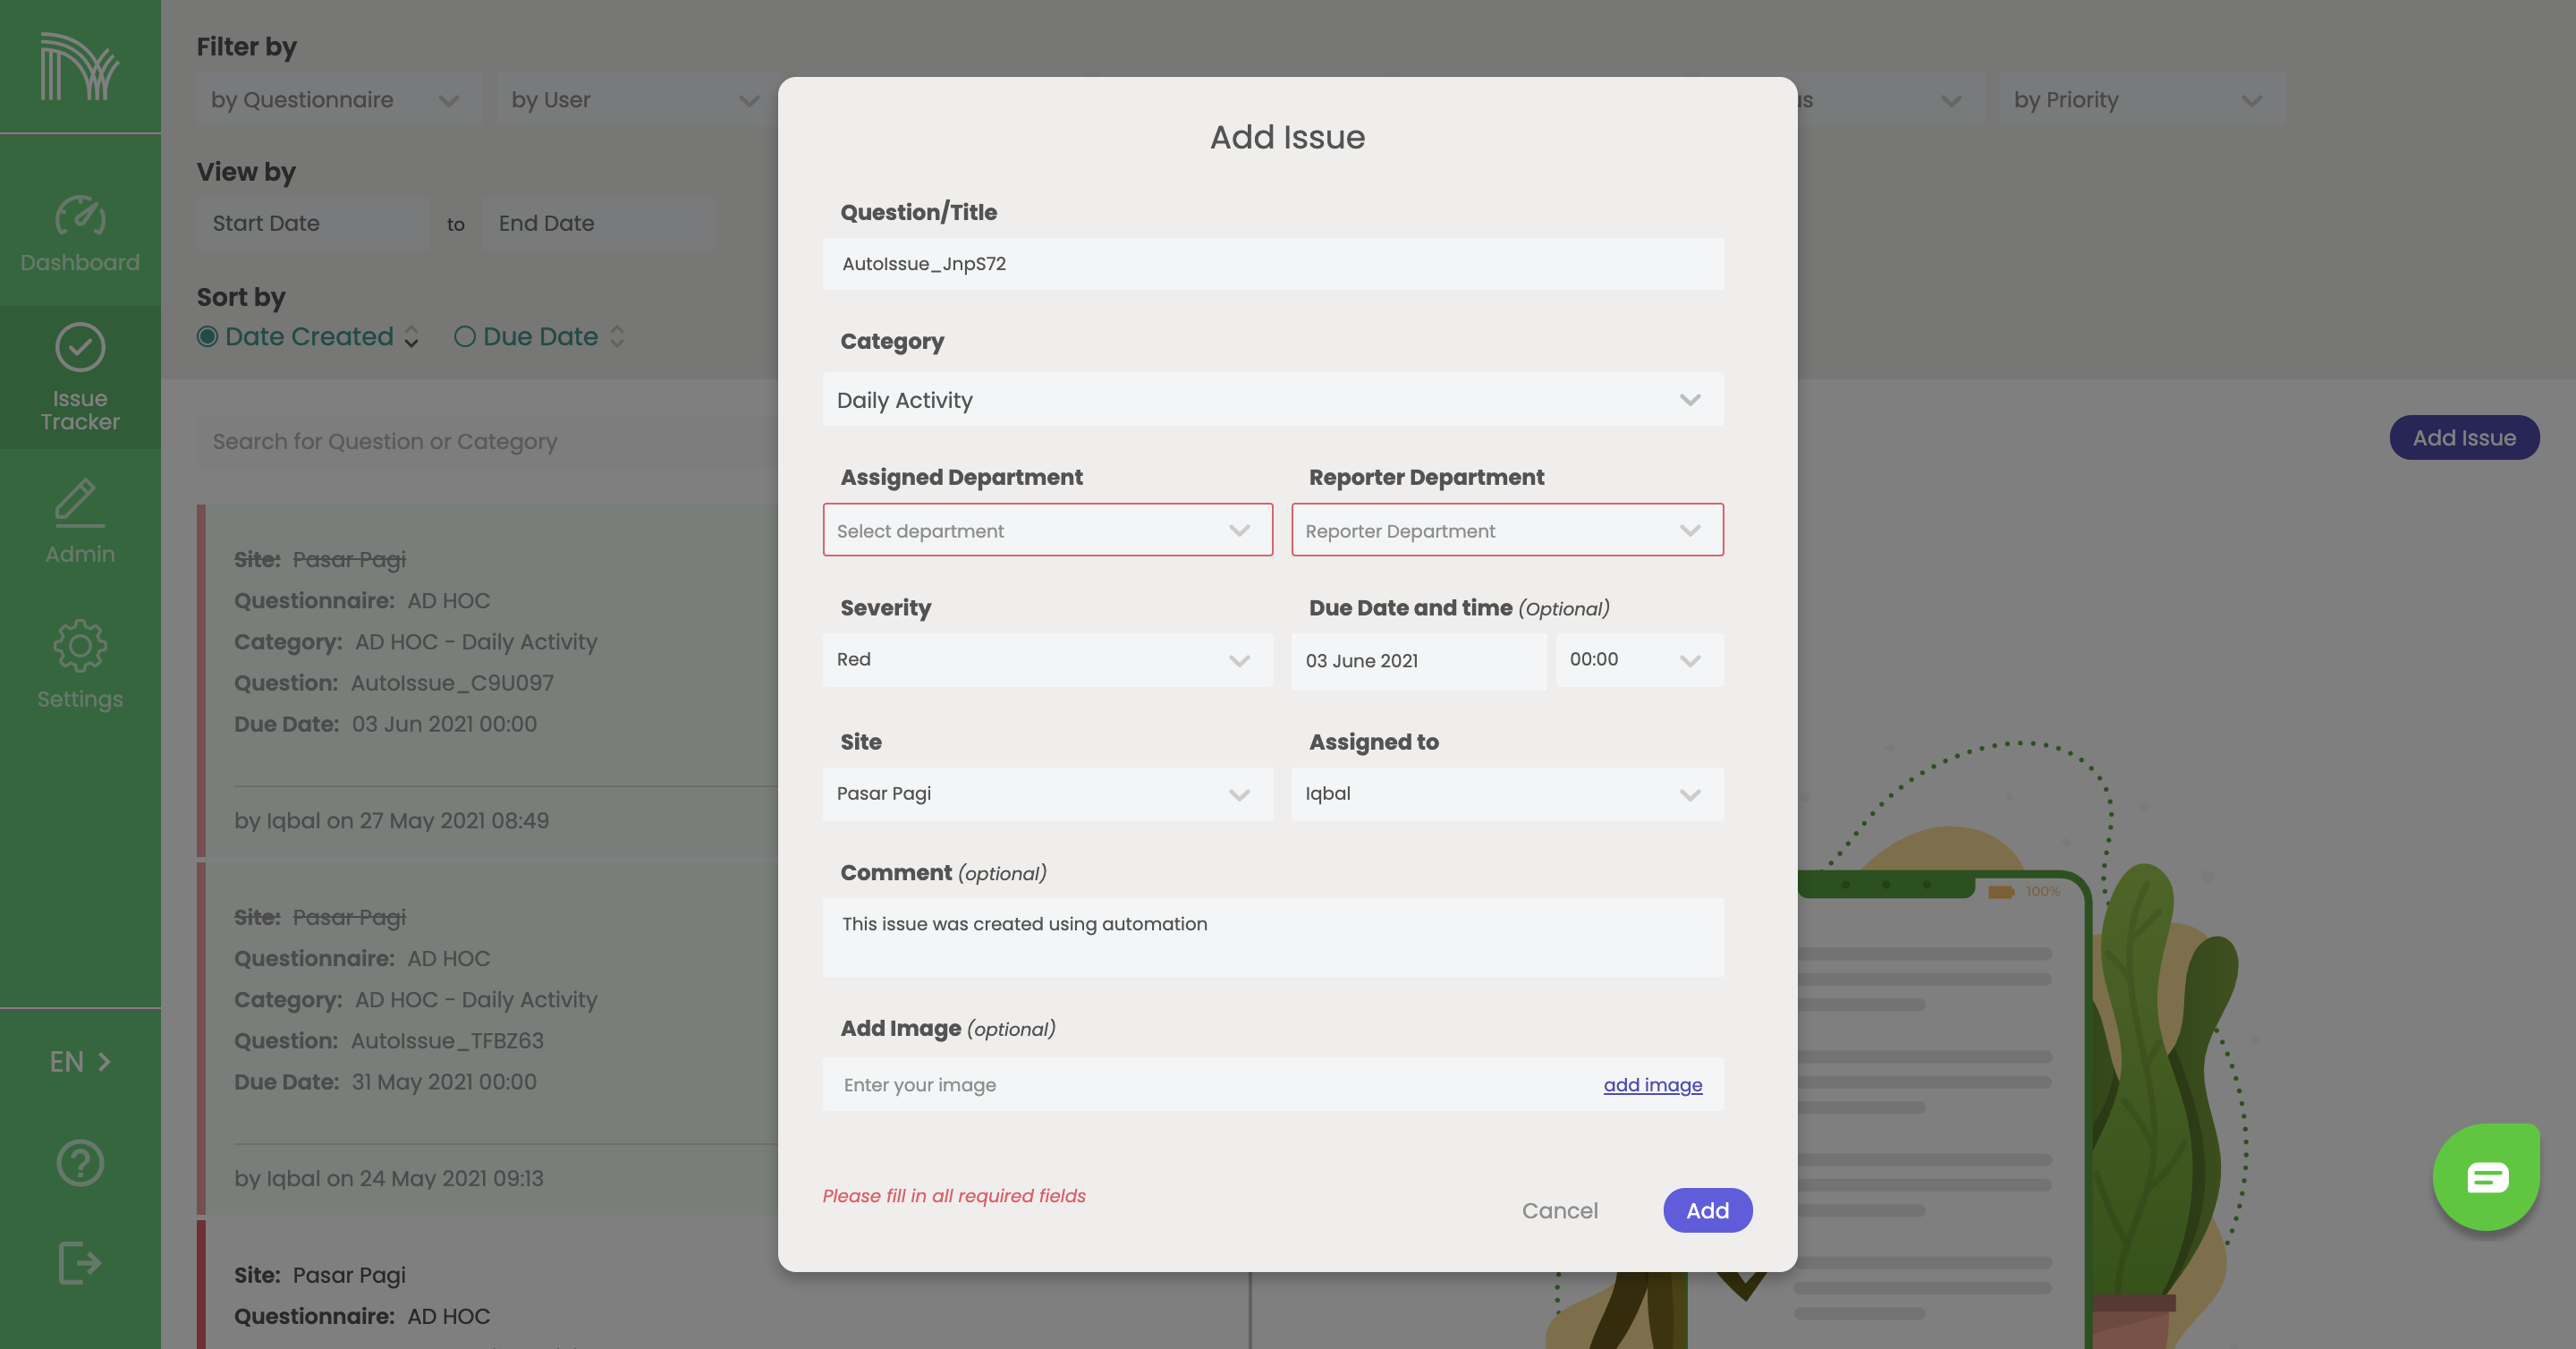 Filter by
by Questionnaire
by User
us
by Priority
View by
Start Date
to
End Date
Sort by
Date Created
Due Date
Dashboard
Issue
Tracker
Admin
Settings
EN
Search for Question or Category
Add Issue
Site: Pasar Pagi
Questionnaire: AD HOC
Category: AD HOC - Daily Activity
Question: AutoIssue_C9U097
Due Date: 03 Jun 2021 00:00
by Iqbal on 27 May 2021 08:49
Site: Pasar Pagi
Questionnaire: AD HOC
Category: AD HOC - Daily Activity
Question: AutoIssue_TFBZ63
Due Date: 31 May 2021 00:00
by Iqbal on 24 May 2021 09:13
Site: Pasar Pagi
Questionnaire: AD HOC
Add Issue
Question/Title
AutoIssue_JnpS72
Category
Daily Activity
Assigned Department
Reporter Department
Select department
Reporter Department
Severity
Due Date and time (Optional)
Red
03 June 2021
00:00
Site
Assigned to
Pasar Pagi
Iqbal
Comment (optional)
This issue was created using automation
Add Image (optional)
Enter your image
add image
Please fill in all required fields
Cancel
Add
100%